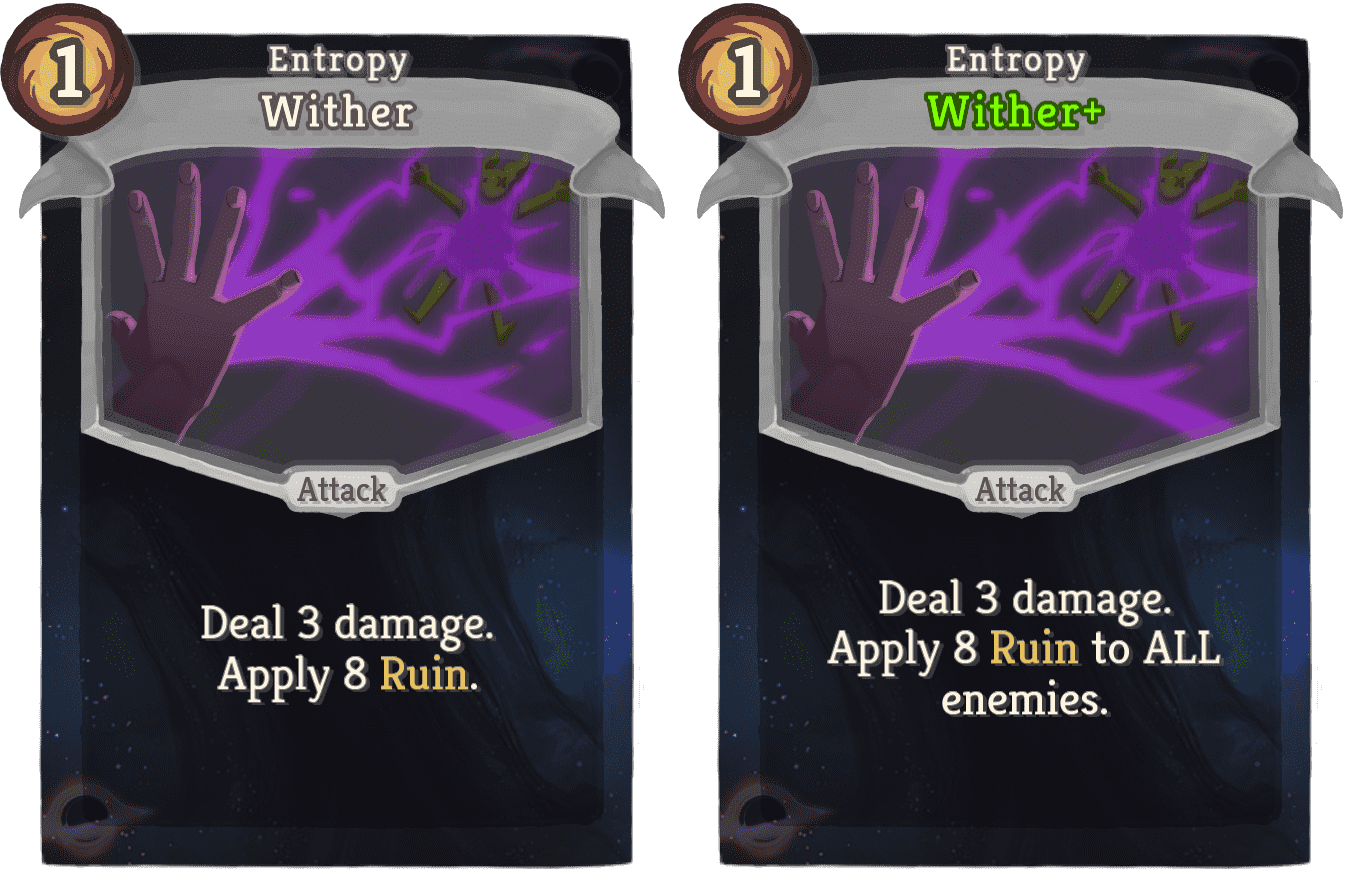 1
Entropy
Wither
Attack
Deal 3 damage.
Apply 8 Ruin.
1
Entropy
Wither+
Attack
Deal 3 damage.
Apply 8 Ruin to ALL
enemies.